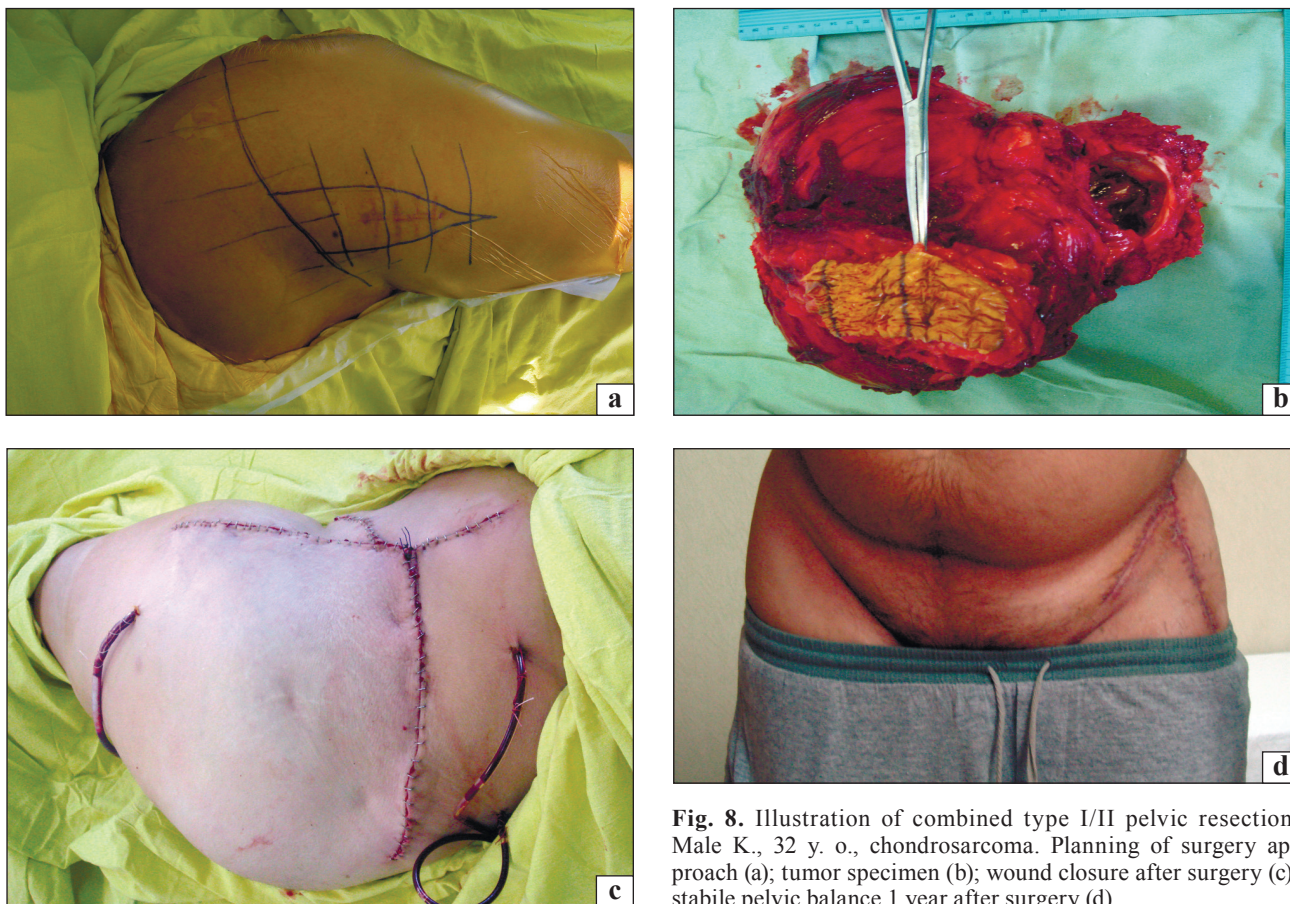 a
b
c
d
Fig. 8. Illustration of combined type I/II pelvic resection
Male K., 32 y. o., chondrosarcoma. Planning of surgery ap-
proach (a); tumor specimen (b); wound closure after surgery (c)
stabile pelvic balance 1 year after surgery (d)